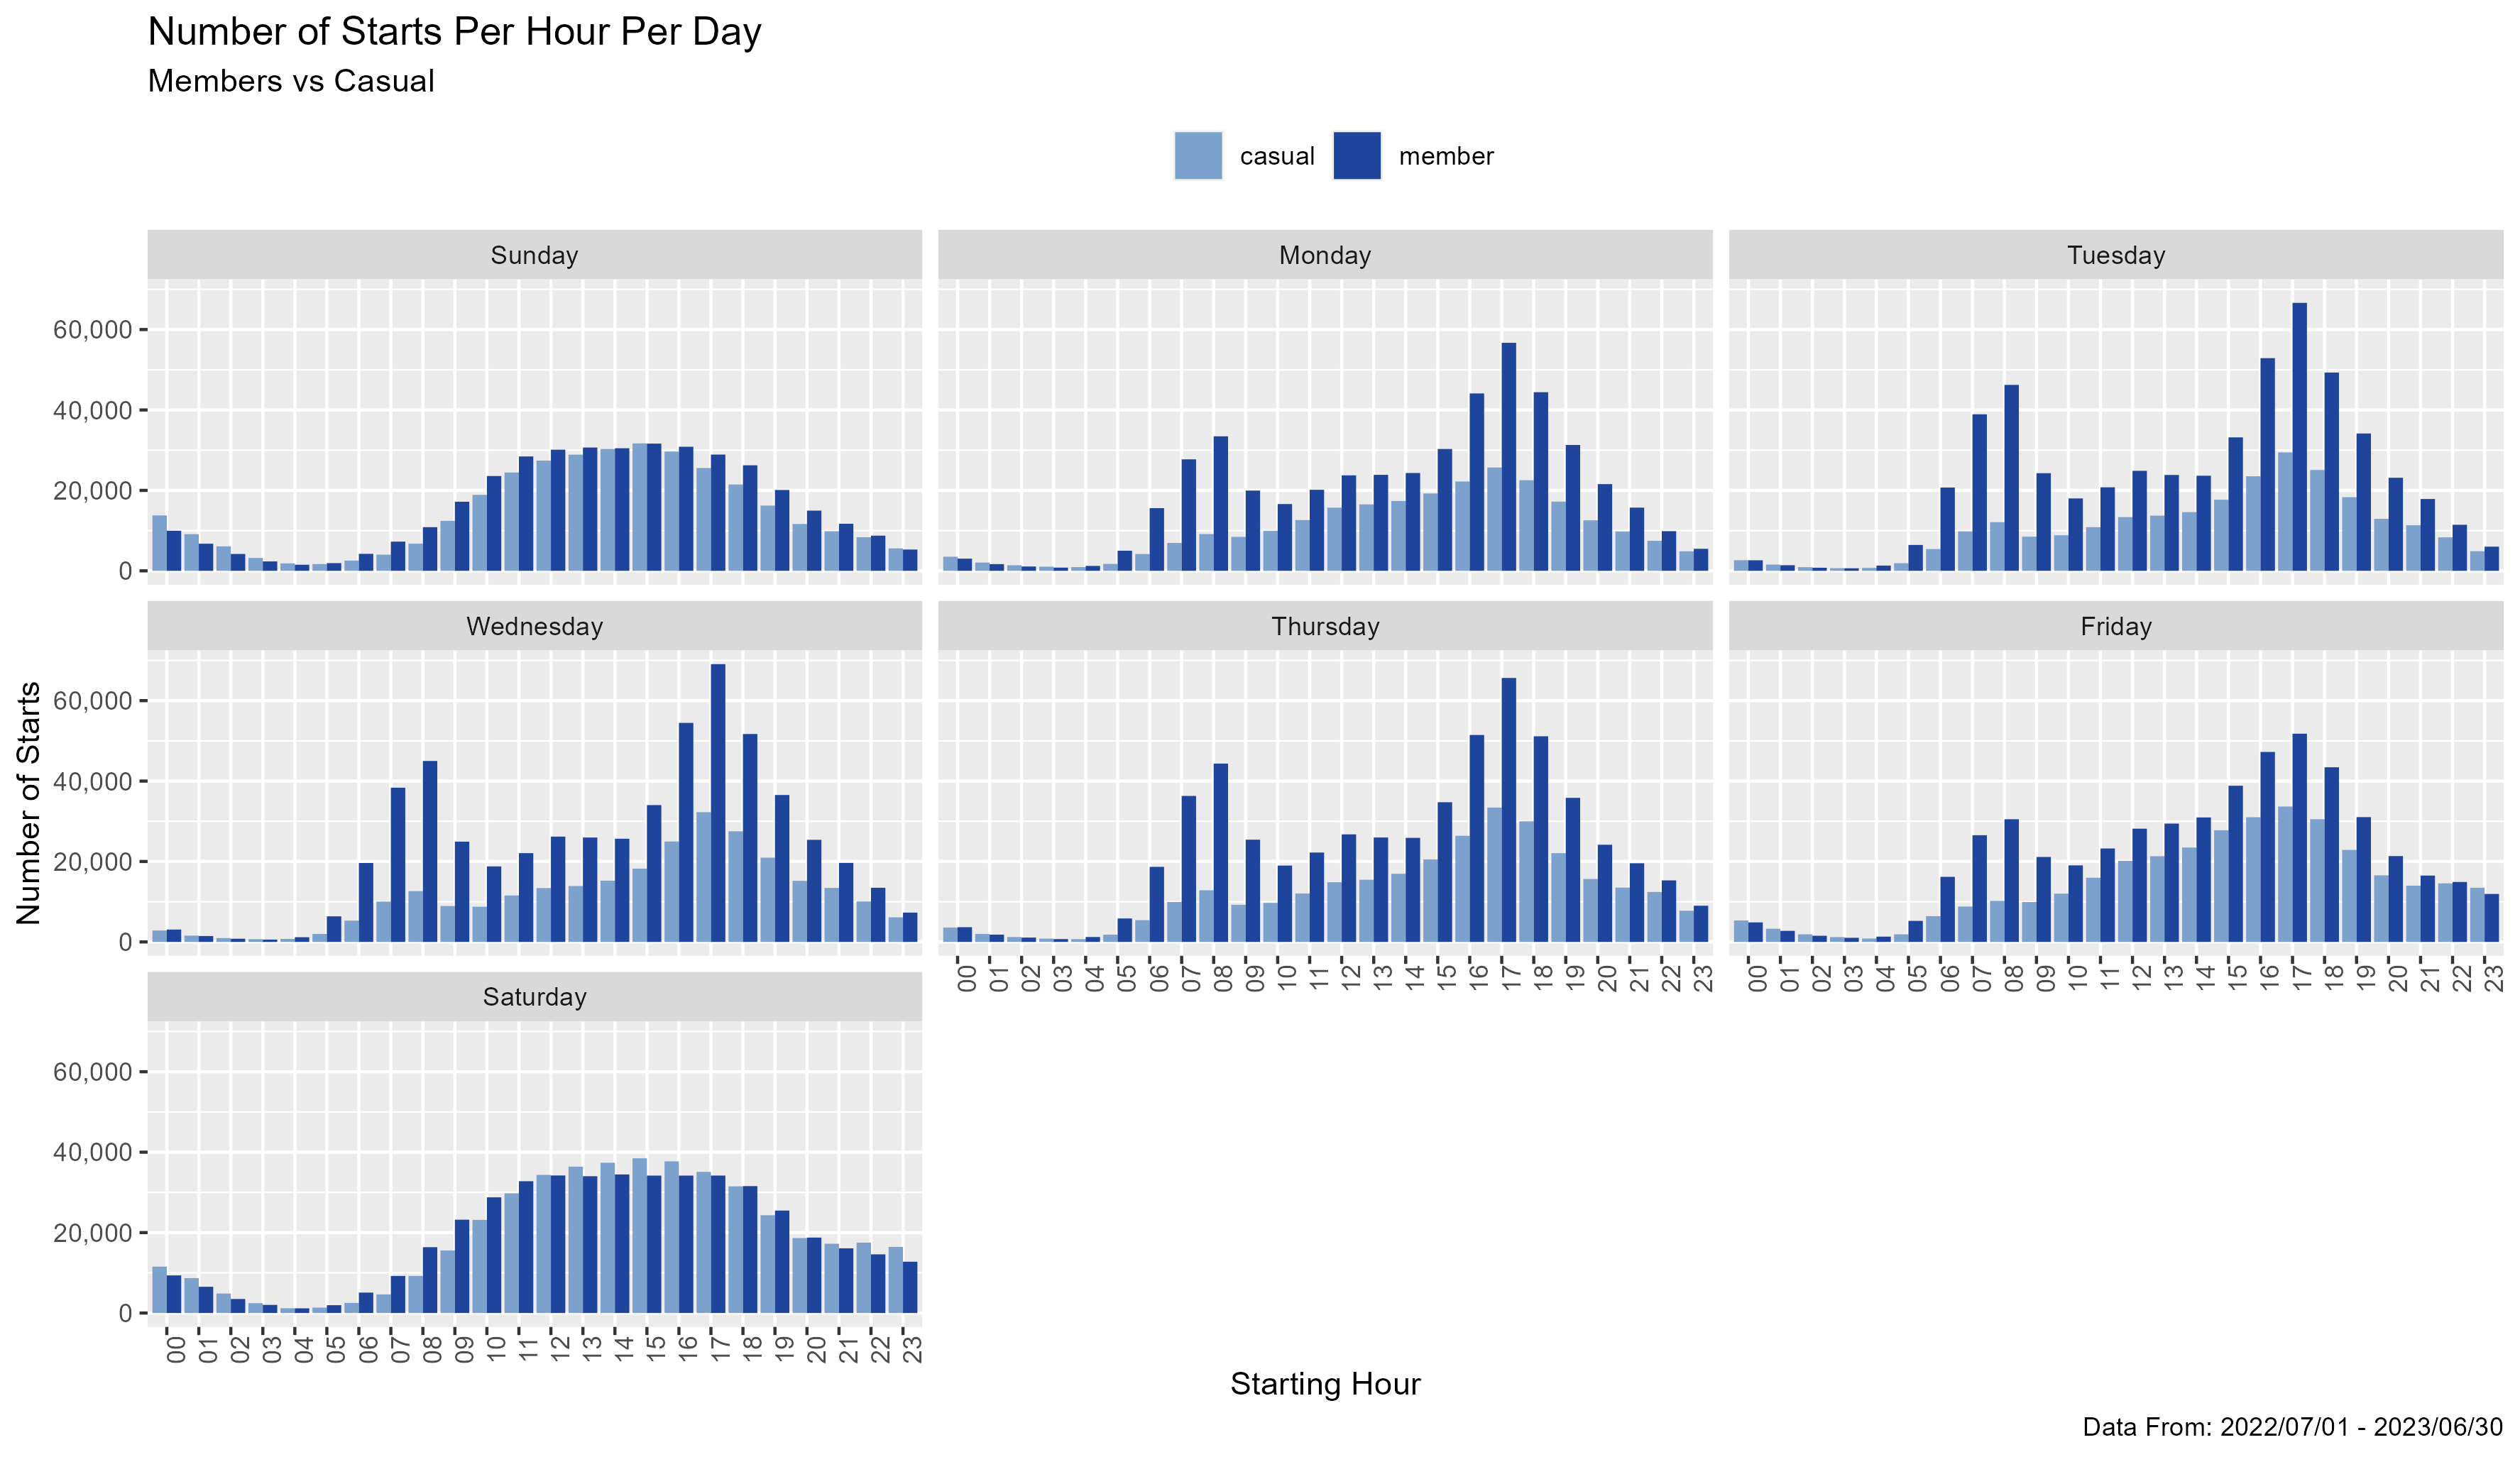 Number of Starts Per Hour Per Day
Members vs Casual
casual member
Sunday Monday Tuesday
60,000
40,000
20,000
0
Wednesday Thursday Friday
Number of Starts
60,000
40,000
20,000
0
00 01 02 03 04 05 06 07 08 09 10 11 12 13 14 15 16 17 18 19 20 21 22 23
00 01 02 03 04 05 06 07 08 09 10 11 12 13 14 15 16 17 18 19 20 21 22 23
Saturday
60,000
40,000
20,000
0
00 01 02 03 04 05 06 07 08 09 10 11 12 13 14 15 16 17 18 19 20 21 22 23
Starting Hour
Data From: 2022/07/01 - 2023/06/30